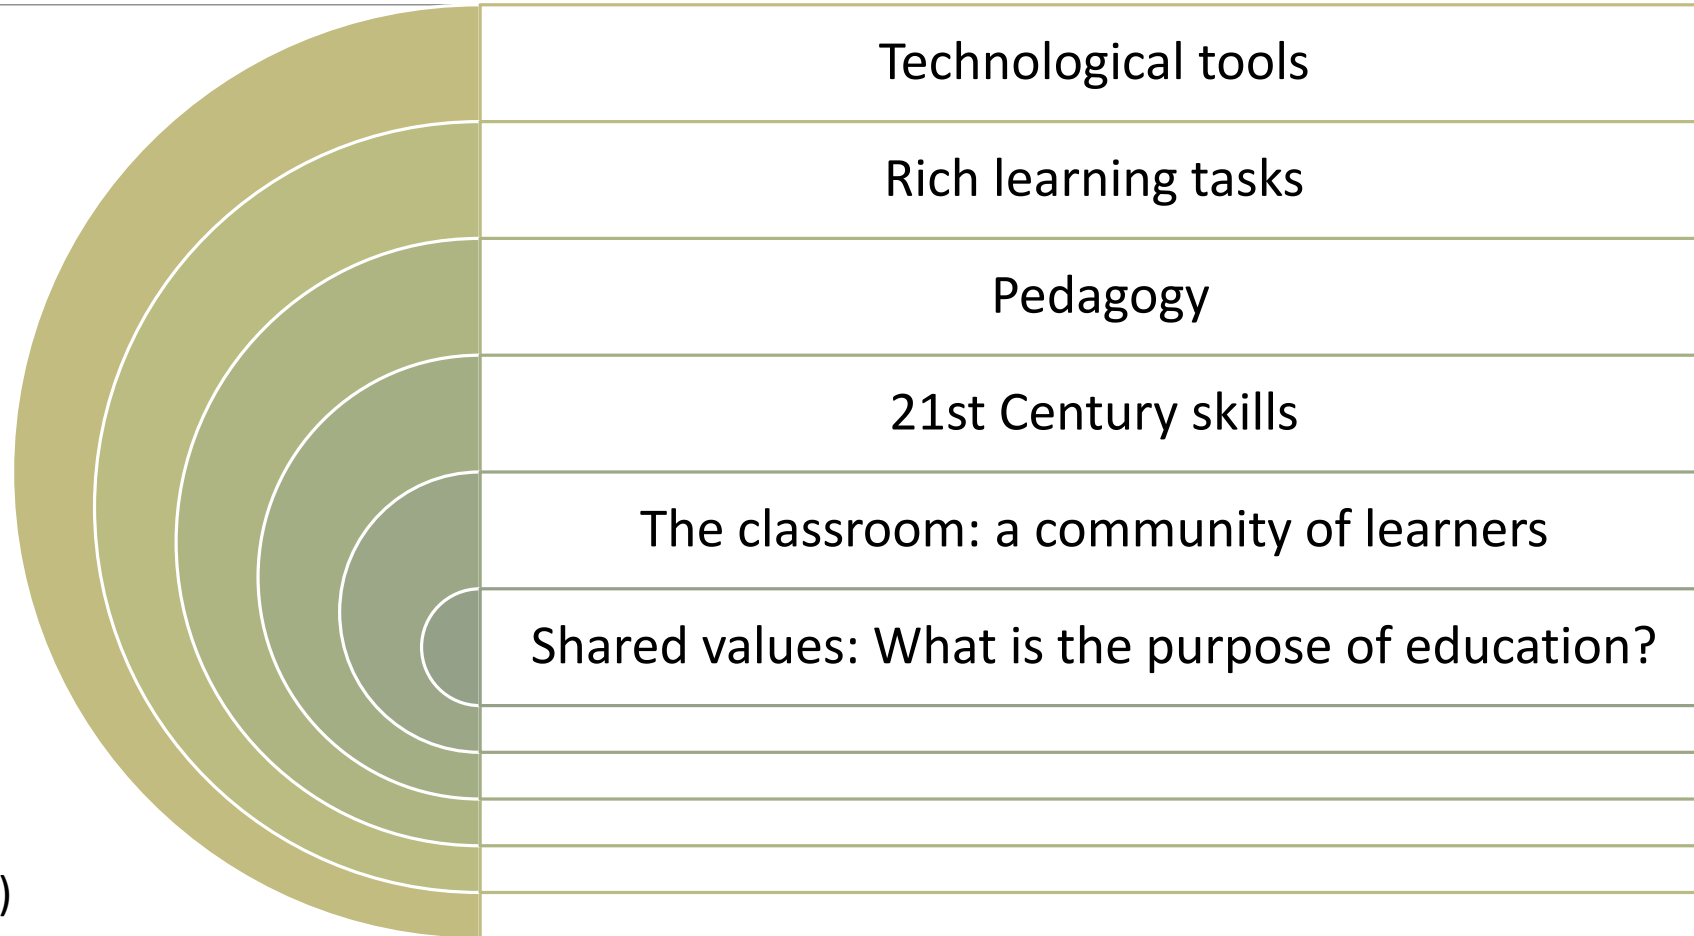 Technological tools
Rich learning tasks
Pedagogy
21st Century skills
The classroom: a community of learners
Shared values: What is the purpose of education?
)